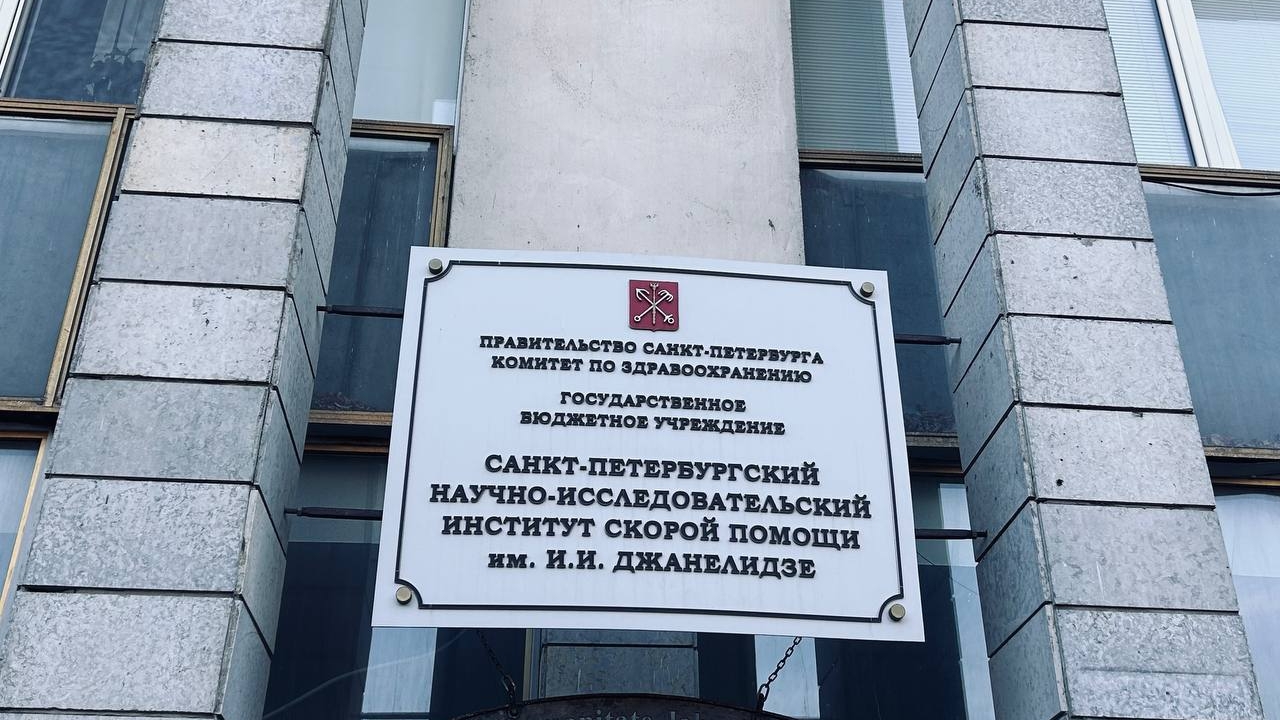 ПРАВИТЕЛЬСТВО САНКТ-ПЕТЕРБУРГА
КОМИТЕТ ПО ЗДРАВООХРАНЕНИЮ
ГОСУДАРСТВЕННОЕ
БЮДЖЕТНОЕ УЧРЕЖДЕНИЕ
САНКТ-ПЕТЕРБУРГСКИЙ
НАУЧНО-ИССЛЕДОВАТЕЛЬСКИЙ
ИНСТИТУТ СКОРОЙ ПОМОЩИ
им. И.И. ДЖАНЕЛИДЗЕ